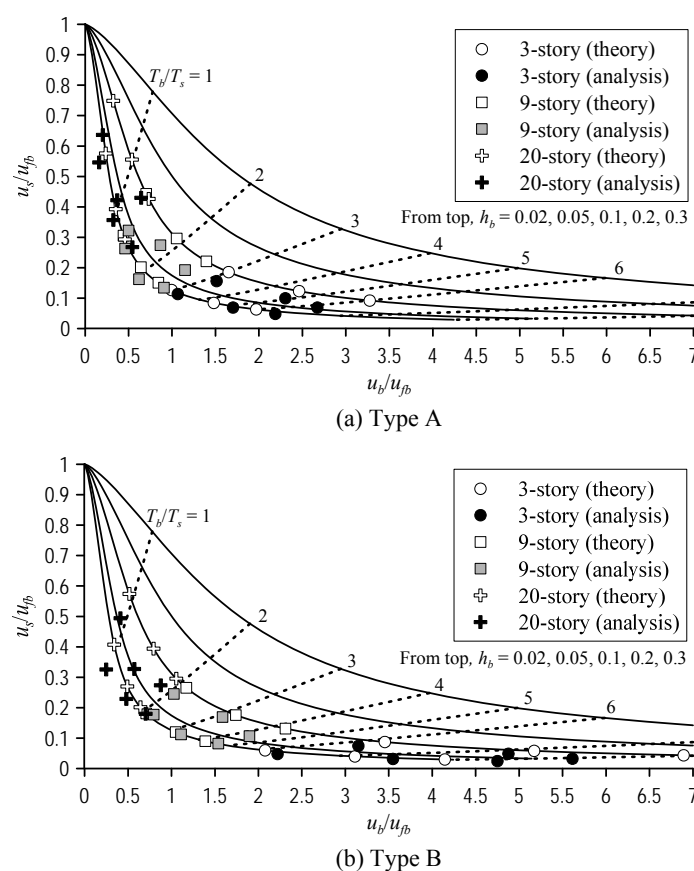 1
0.9
0.8
0.7
0.6
0.5
0.4
0.3
0.2
0.1
0
u_s/u_fb
T_b/T_s = 1
2
3
4
5
6
3-story (theory)
3-story (analysis)
9-story (theory)
9-story (analysis)
20-story (theory)
20-story (analysis)
From top, h_b = 0.02, 0.05, 0.1, 0.2, 0.3
0 0.5 1 1.5 2 2.5 3 3.5 4 4.5 5 5.5 6 6.5 7
u_b/u_fb
(a) Type A
1
0.9
0.8
0.7
0.6
0.5
0.4
0.3
0.2
0.1
0
u_s/u_fb
T_b/T_s = 1
2
3
4
5
6
3-story (theory)
3-story (analysis)
9-story (theory)
9-story (analysis)
20-story (theory)
20-story (analysis)
From top, h_b = 0.02, 0.05, 0.1, 0.2, 0.3
0 0.5 1 1.5 2 2.5 3 3.5 4 4.5 5 5.5 6 6.5 7
u_b/u_fb
(b) Type B